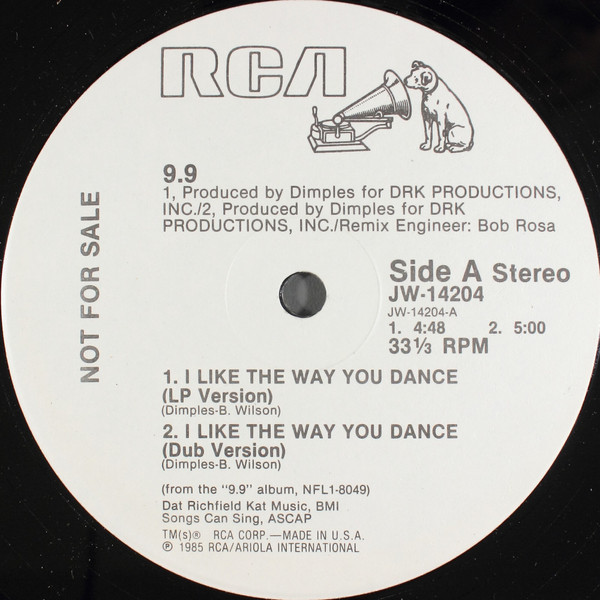 RCA
9.9
1, Produced by Dimples for DRK PRODUCTIONS,
INC./2, Produced by Dimples for DRK
PRODUCTIONS, INC./Remix Engineer: Bob Rosa
NOT FOR SALE
Side A Stereo
JW-14204
JW-14204-A
1. 4:48 2. 5:00
33⅓ RPM
1. I LIKE THE WAY YOU DANCE
(LP Version)
(Dimples-B. Wilson)
2. I LIKE THE WAY YOU DANCE
(Dub Version)
(Dimples-B. Wilson)
(from the "9.9" album, NFL1-8049)
Dat Richfield Kat Music, BMI
Songs Can Sing, ASCAP
TM(s)® RCA CORP.—MADE IN U.S.A.
℗ 1985 RCA/ARIOLA INTERNATIONAL